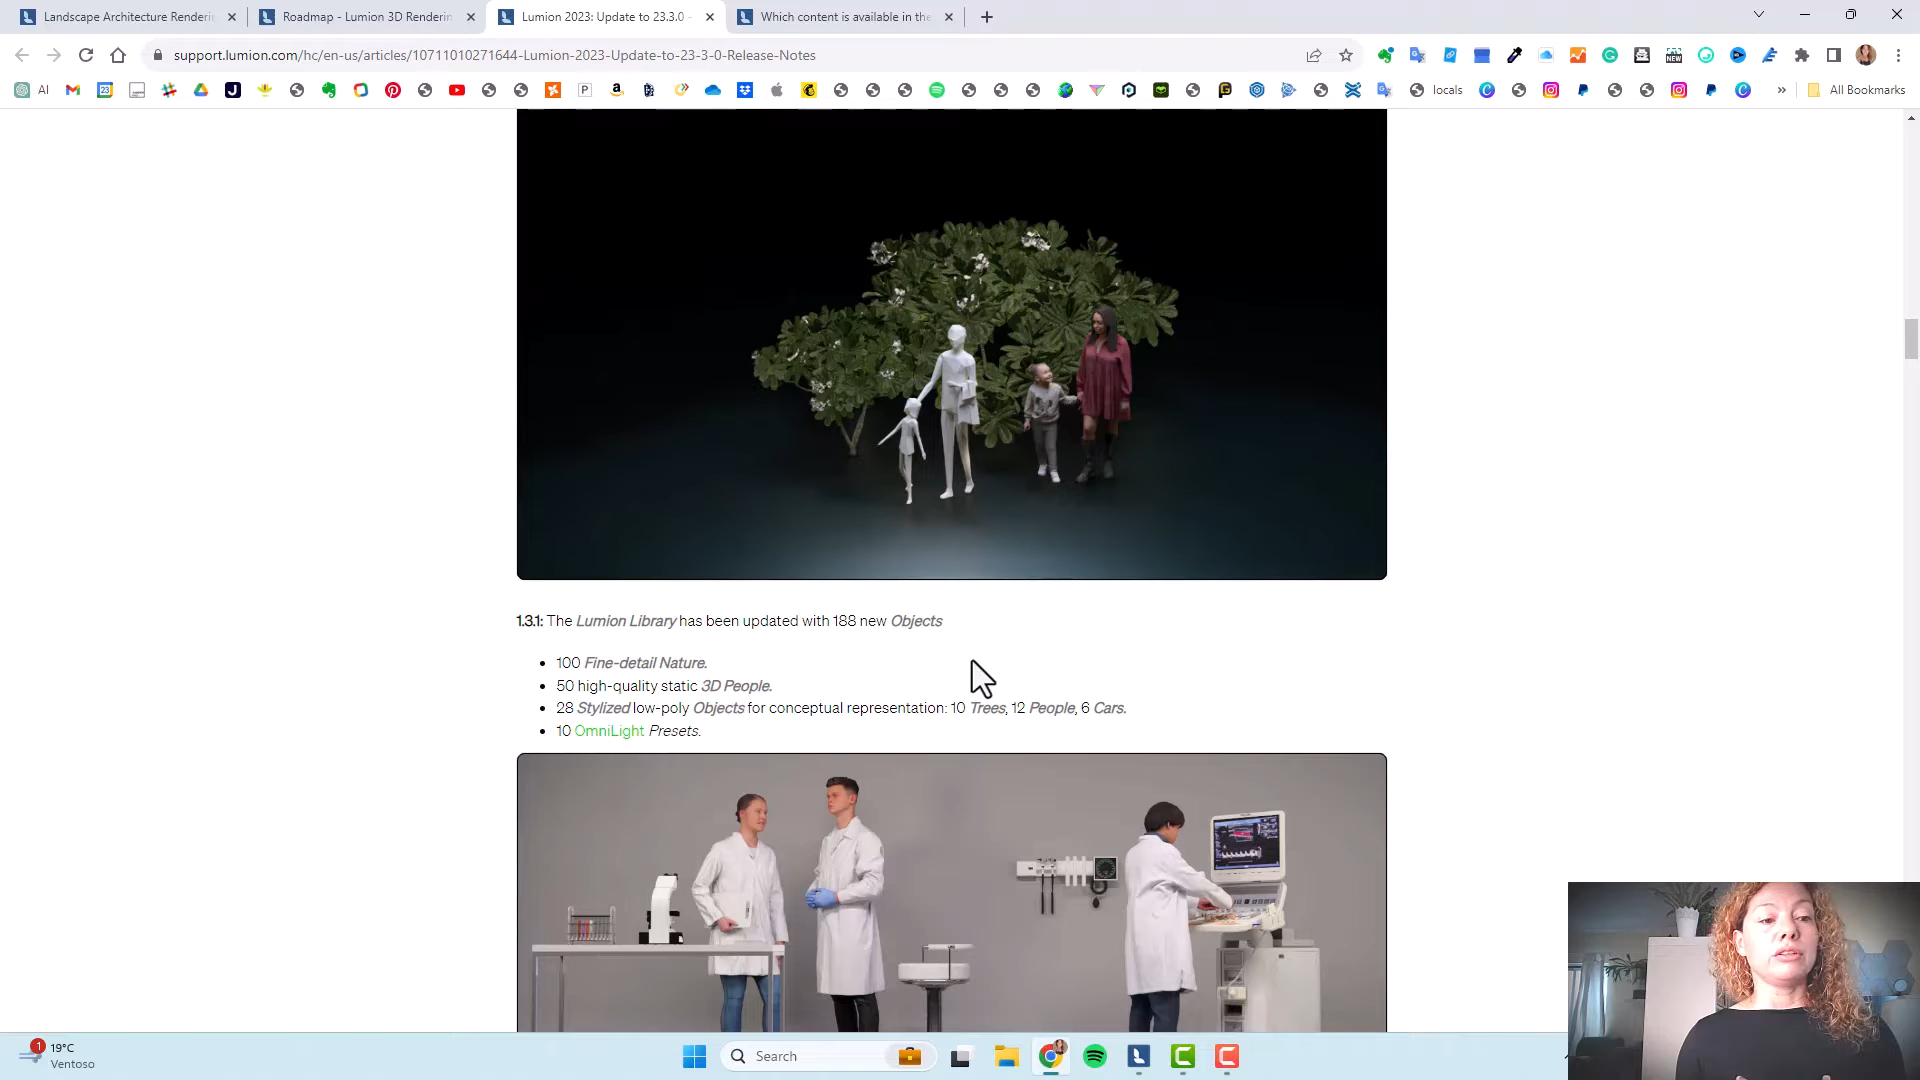 Landscape Architecture Renderi
Roadmap - Lumion 3D Renderin
Lumion 2023: Update to 23.3.0 -
Which content is available in the
support.lumion.com/hc/en-us/articles/10711010271644-Lumion-2023-Update-to-23-3-0-Release-Notes
AI
locals
All Bookmarks
1.3.1: The Lumion Library has been updated with 188 new Objects
• 100 Fine-detail Nature.
• 50 high-quality static 3D People.
• 28 Stylized low-poly Objects for conceptual representation: 10 Trees, 12 People, 6 Cars.
• 10 OmniLight Presets.
1
19°C
Ventoso
Search